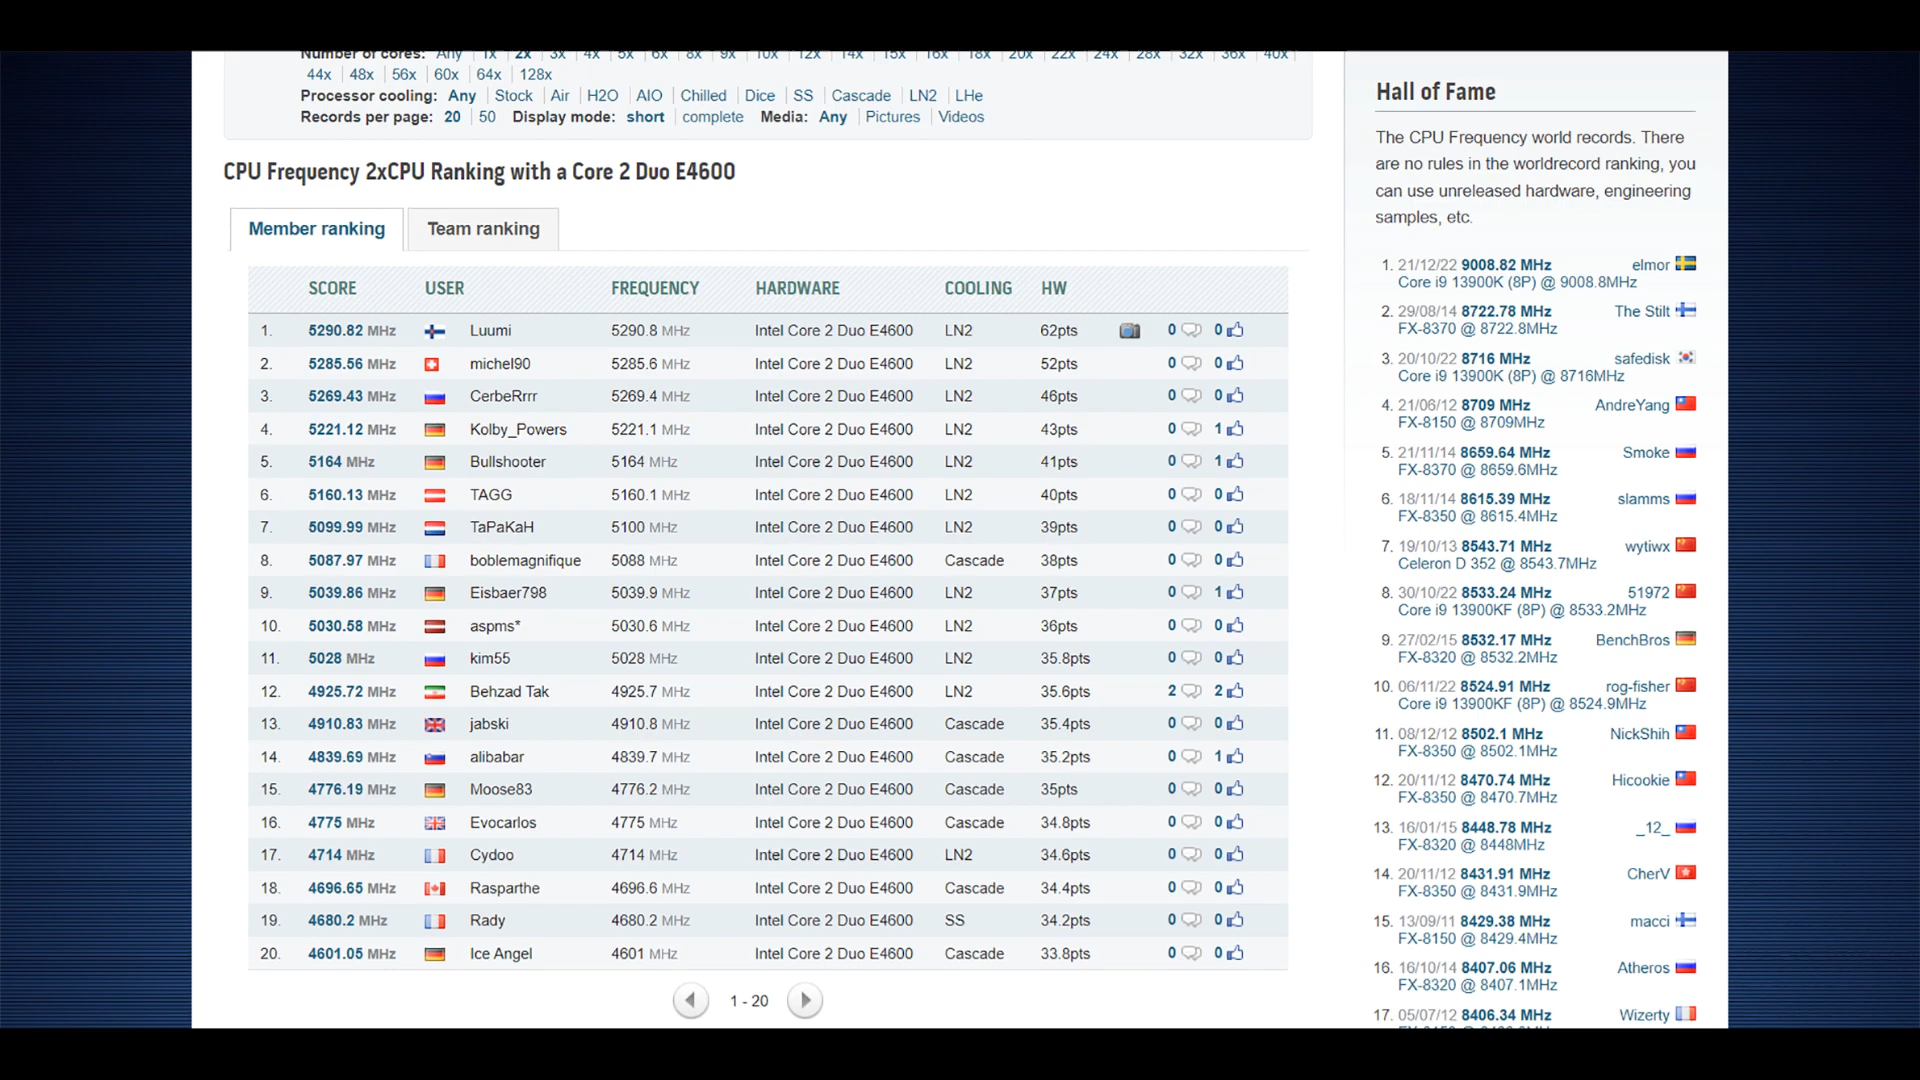 Number of cores: Any 1x 2x 3x 4x 5x 6x 8x 9x 10x 12x 14x 15x 16x 18x 20x 22x 24x 28x 32x 36x 40x
44x 48x 56x 60x 64x 128x
Processor cooling: Any Stock Air H2O AIO Chilled Dice SS Cascade LN2 LHe
Records per page: 20 50 Display mode: short complete Media: Any Pictures Videos
CPU Frequency 2xCPU Ranking with a Core 2 Duo E4600
Member ranking Team ranking
SCORE USER FREQUENCY HARDWARE COOLING HW
1. 5290.82 MHz Luumi 5290.8 MHz Intel Core 2 Duo E4600 LN2 62pts 0 0
2. 5285.56 MHz michel90 5285.6 MHz Intel Core 2 Duo E4600 LN2 52pts 0 0
3. 5269.43 MHz CerbeRrrr 5269.4 MHz Intel Core 2 Duo E4600 LN2 46pts 0 0
4. 5221.12 MHz Kolby_Powers 5221.1 MHz Intel Core 2 Duo E4600 LN2 43pts 0 1
5. 5164 MHz Bullshooter 5164 MHz Intel Core 2 Duo E4600 LN2 41pts 0 1
6. 5160.13 MHz TAGG 5160.1 MHz Intel Core 2 Duo E4600 LN2 40pts 0 0
7. 5099.99 MHz TaPaKaH 5100 MHz Intel Core 2 Duo E4600 LN2 39pts 0 0
8. 5087.97 MHz boblemagnifique 5088 MHz Intel Core 2 Duo E4600 Cascade 38pts 0 0
9. 5039.86 MHz Eisbaer798 5039.9 MHz Intel Core 2 Duo E4600 LN2 37pts 0 1
10. 5030.58 MHz aspms* 5030.6 MHz Intel Core 2 Duo E4600 LN2 36pts 0 0
11. 5028 MHz kim55 5028 MHz Intel Core 2 Duo E4600 LN2 35.8pts 0 0
12. 4925.72 MHz Behzad Tak 4925.7 MHz Intel Core 2 Duo E4600 LN2 35.6pts 2 2
13. 4910.83 MHz jabski 4910.8 MHz Intel Core 2 Duo E4600 Cascade 35.4pts 0 0
14. 4839.69 MHz alibabar 4839.7 MHz Intel Core 2 Duo E4600 Cascade 35.2pts 0 1
15. 4776.19 MHz Moose83 4776.2 MHz Intel Core 2 Duo E4600 Cascade 35pts 0 0
16. 4775 MHz Evocarlos 4775 MHz Intel Core 2 Duo E4600 Cascade 34.8pts 0 0
17. 4714 MHz Cydoo 4714 MHz Intel Core 2 Duo E4600 LN2 34.6pts 0 0
18. 4696.65 MHz Rasparthe 4696.6 MHz Intel Core 2 Duo E4600 Cascade 34.4pts 0 0
19. 4680.2 MHz Rady 4680.2 MHz Intel Core 2 Duo E4600 SS 34.2pts 0 0
20. 4601.05 MHz Ice Angel 4601 MHz Intel Core 2 Duo E4600 Cascade 33.8pts 0 0
1 - 20
Hall of Fame
The CPU Frequency world records. There
are no rules in the worldrecord ranking, you
can use unreleased hardware, engineering
samples, etc.
1. 21/12/22 9008.82 MHz elmor
Core i9 13900K (8P) @ 9008.8MHz
2. 29/08/14 8722.78 MHz The Stilt
FX-8370 @ 8722.8MHz
3. 20/10/22 8716 MHz safedisk
Core i9 13900K (8P) @ 8716MHz
4. 21/06/12 8709 MHz AndreYang
FX-8150 @ 8709MHz
5. 21/11/14 8659.64 MHz Smoke
FX-8370 @ 8659.6MHz
6. 18/11/14 8615.39 MHz slamms
FX-8350 @ 8615.4MHz
7. 19/10/13 8543.71 MHz wytiwx
Celeron D 352 @ 8543.7MHz
8. 30/10/22 8533.24 MHz 51972
Core i9 13900KF (8P) @ 8533.2MHz
9. 27/02/15 8532.17 MHz BenchBros
FX-8320 @ 8532.2MHz
10. 06/11/22 8524.91 MHz rog-fisher
Core i9 13900KF (8P) @ 8524.9MHz
11. 08/12/12 8502.1 MHz NickShih
FX-8350 @ 8502.1MHz
12. 20/11/12 8470.74 MHz Hicookie
FX-8350 @ 8470.7MHz
13. 16/01/15 8448.78 MHz _12_
FX-8320 @ 8448MHz
14. 20/11/12 8431.91 MHz CherV
FX-8350 @ 8431.9MHz
15. 13/09/11 8429.38 MHz macci
FX-8150 @ 8429.4MHz
16. 16/10/14 8407.06 MHz Atheros
FX-8320 @ 8407.1MHz
17. 05/07/12 8406.34 MHz Wizerty